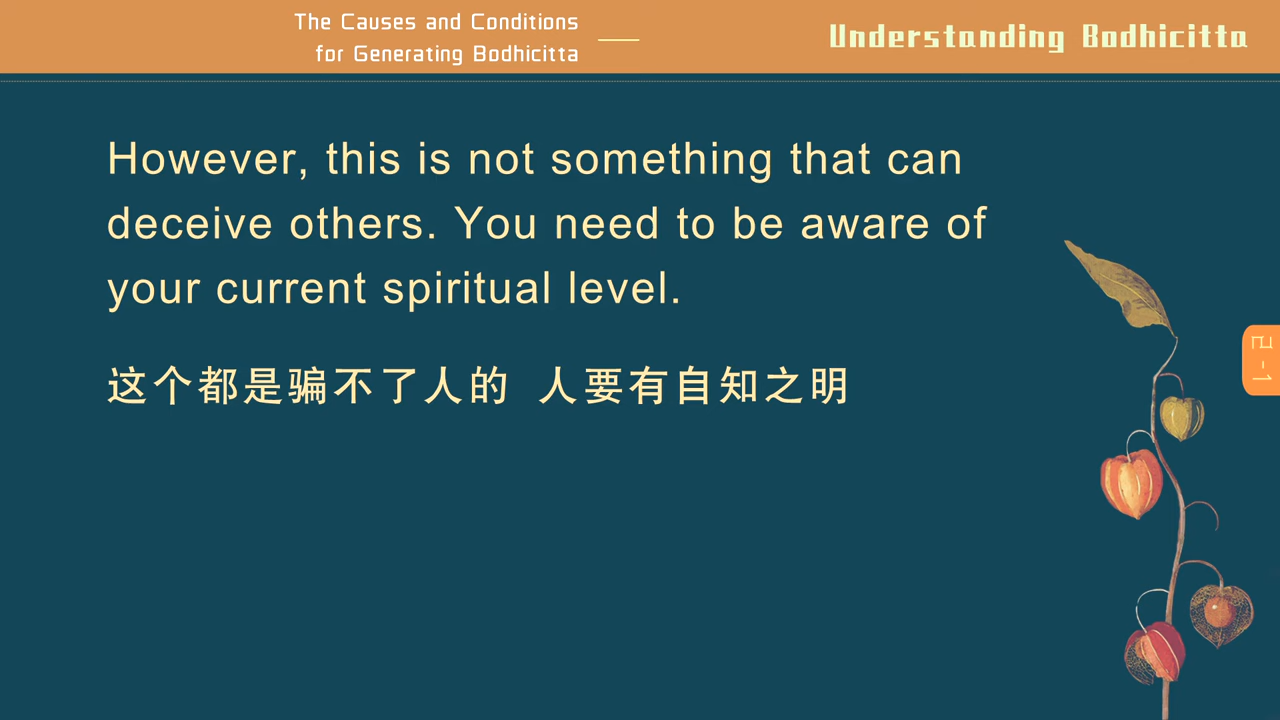 The Causes and Conditions
for Generating Bodhicitta
Understanding Bodhicitta
However, this is not something that can
deceive others. You need to be aware of
your current spiritual level.
这个都是骗不了人的 人要有自知之明